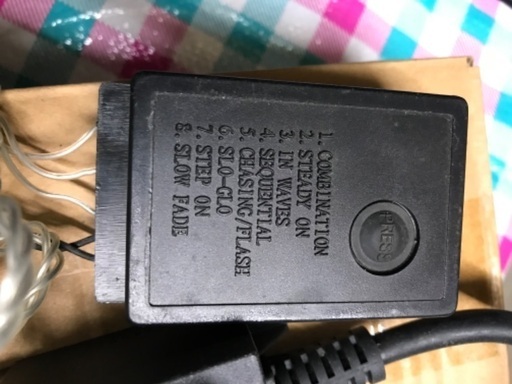 1. COMBINATION
2. STEADY ON
3. IN WAVES
4. SEQUENTIAL
5. CHASING/FLASH
6. SLO-GLO
7. STEP ON
8. SLOW FADE
PRESS